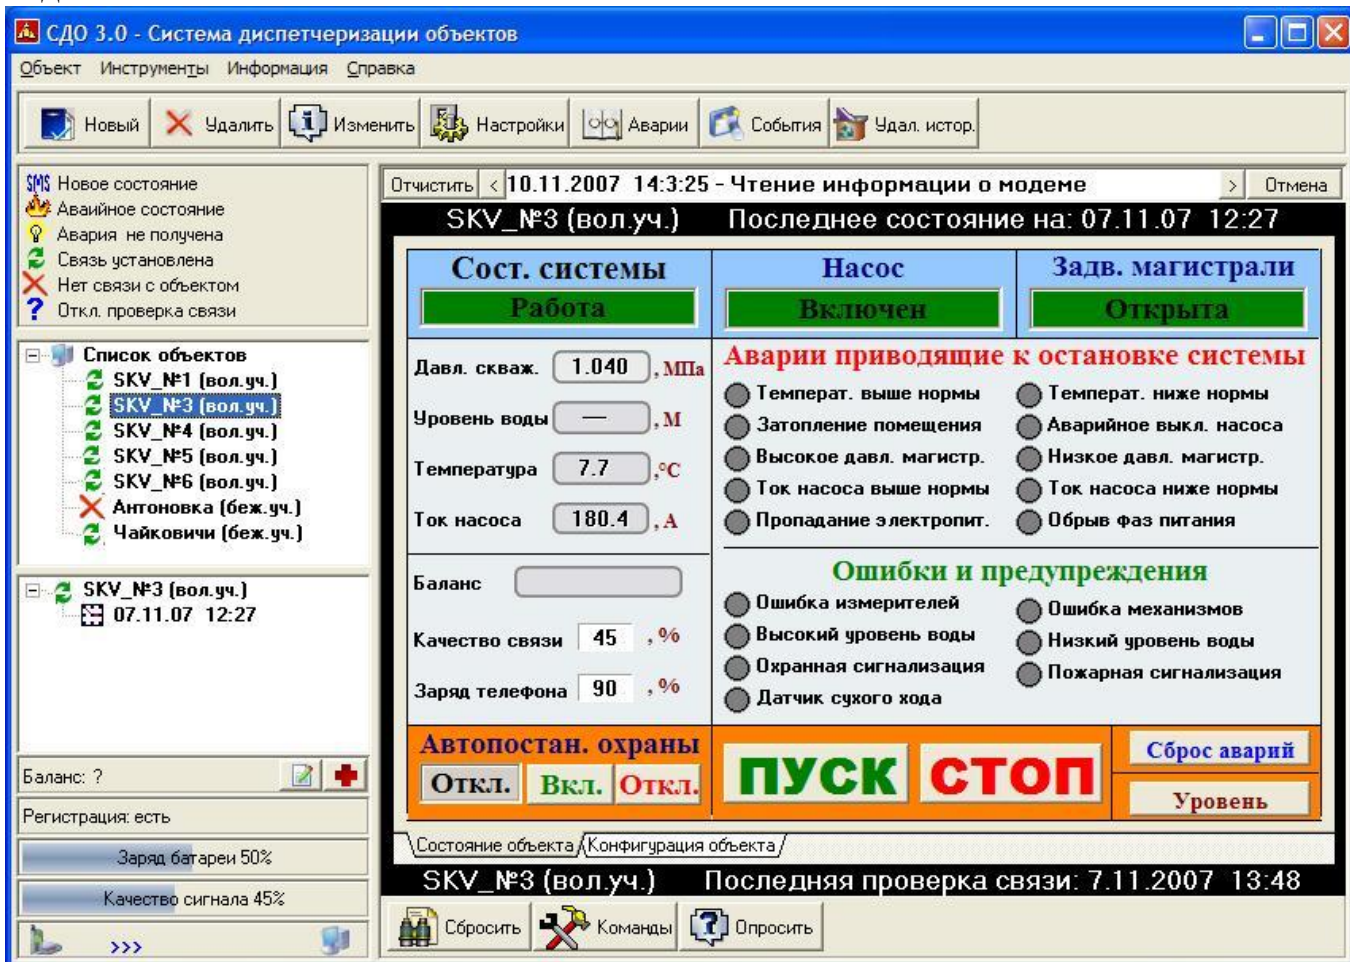 СДО 3.0 - Система диспетчеризации объектов
Объект Инструменты Информация Справка
Новый Удалить Изменить Настройки Аварии События Удал. истор.
SMS Новое состояние
Аваийное состояние
Авария не получена
Связь установлена
Нет связи с объектом
? Откл. проверка связи
Список объектов
SKV_№1 (вол.уч.)
SKV_№3 (вол.уч.)
SKV_№4 (вол.уч.)
SKV_№5 (вол.уч.)
SKV_№6 (вол.уч.)
Антоновка (беж.уч.)
Чайковичи (беж.уч.)
SKV_№3 (вол.уч.)
07.11.07 12:27
Баланс: ?
Регистрация: есть
Заряд батареи 50%
Качество сигнала 45%
>>>
Отчистить < 10.11.2007 14:3:25 - Чтение информации о модеме > Отмена
SKV_№3 (вол.уч.) Последнее состояние на: 07.11.07 12:27
Сост. системы Насос Задв. магистрали
Работа Включен Открыта
Давл. скваж. 1.040 , МПа
Уровень воды — , М
Температура 7.7 ,°С
Ток насоса 180.4 , А
Баланс
Качество связи 45 , %
Заряд телефона 90 , %
Аварии приводящие к остановке системы
Температ. выше нормы Температ. ниже нормы
Затопление помещения Аварийное выкл. насоса
Высокое давл. магистр. Низкое давл. магистр.
Ток насоса выше нормы Ток насоса ниже нормы
Пропадание электропит. Обрыв фаз питания
Ошибки и предупреждения
Ошибка измерителей Ошибка механизмов
Высокий уровень воды Низкий уровень воды
Охранная сигнализация Пожарная сигнализация
Датчик сухого хода
Автопостан. охраны
Откл. Вкл. Откл.
ПУСК СТОП
Сброс аварий
Уровень
Состояние объекта Конфигурация объекта
SKV_№3 (вол.уч.) Последняя проверка связи: 7.11.2007 13:48
Сбросить Команды Опросить